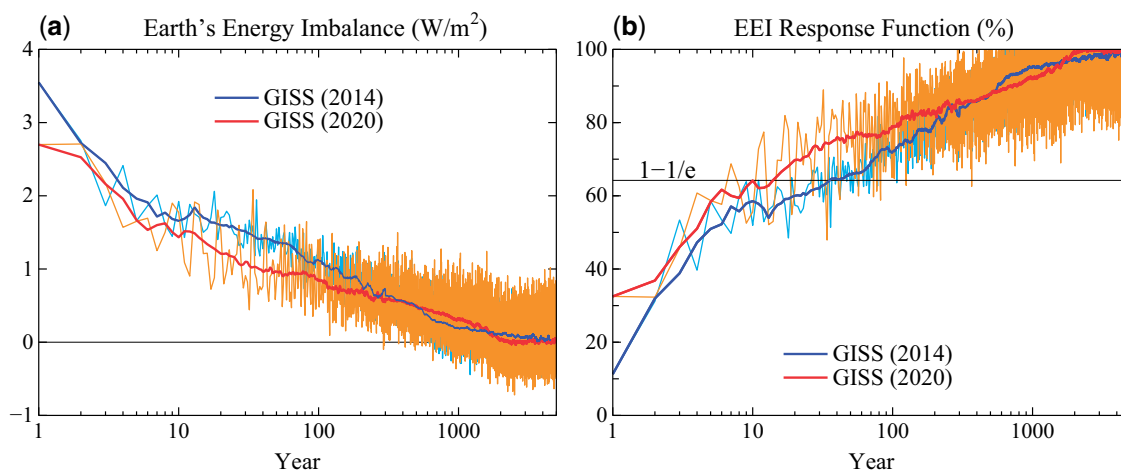 (a) Earth's Energy Imbalance (W/m²)
4
3
2
1
0
−1
GISS (2014)
GISS (2020)
1 10 100 1000
Year
(b) EEI Response Function (%)
100
80
60
40
20
0
1−1/e
GISS (2014)
GISS (2020)
1 10 100 1000
Year